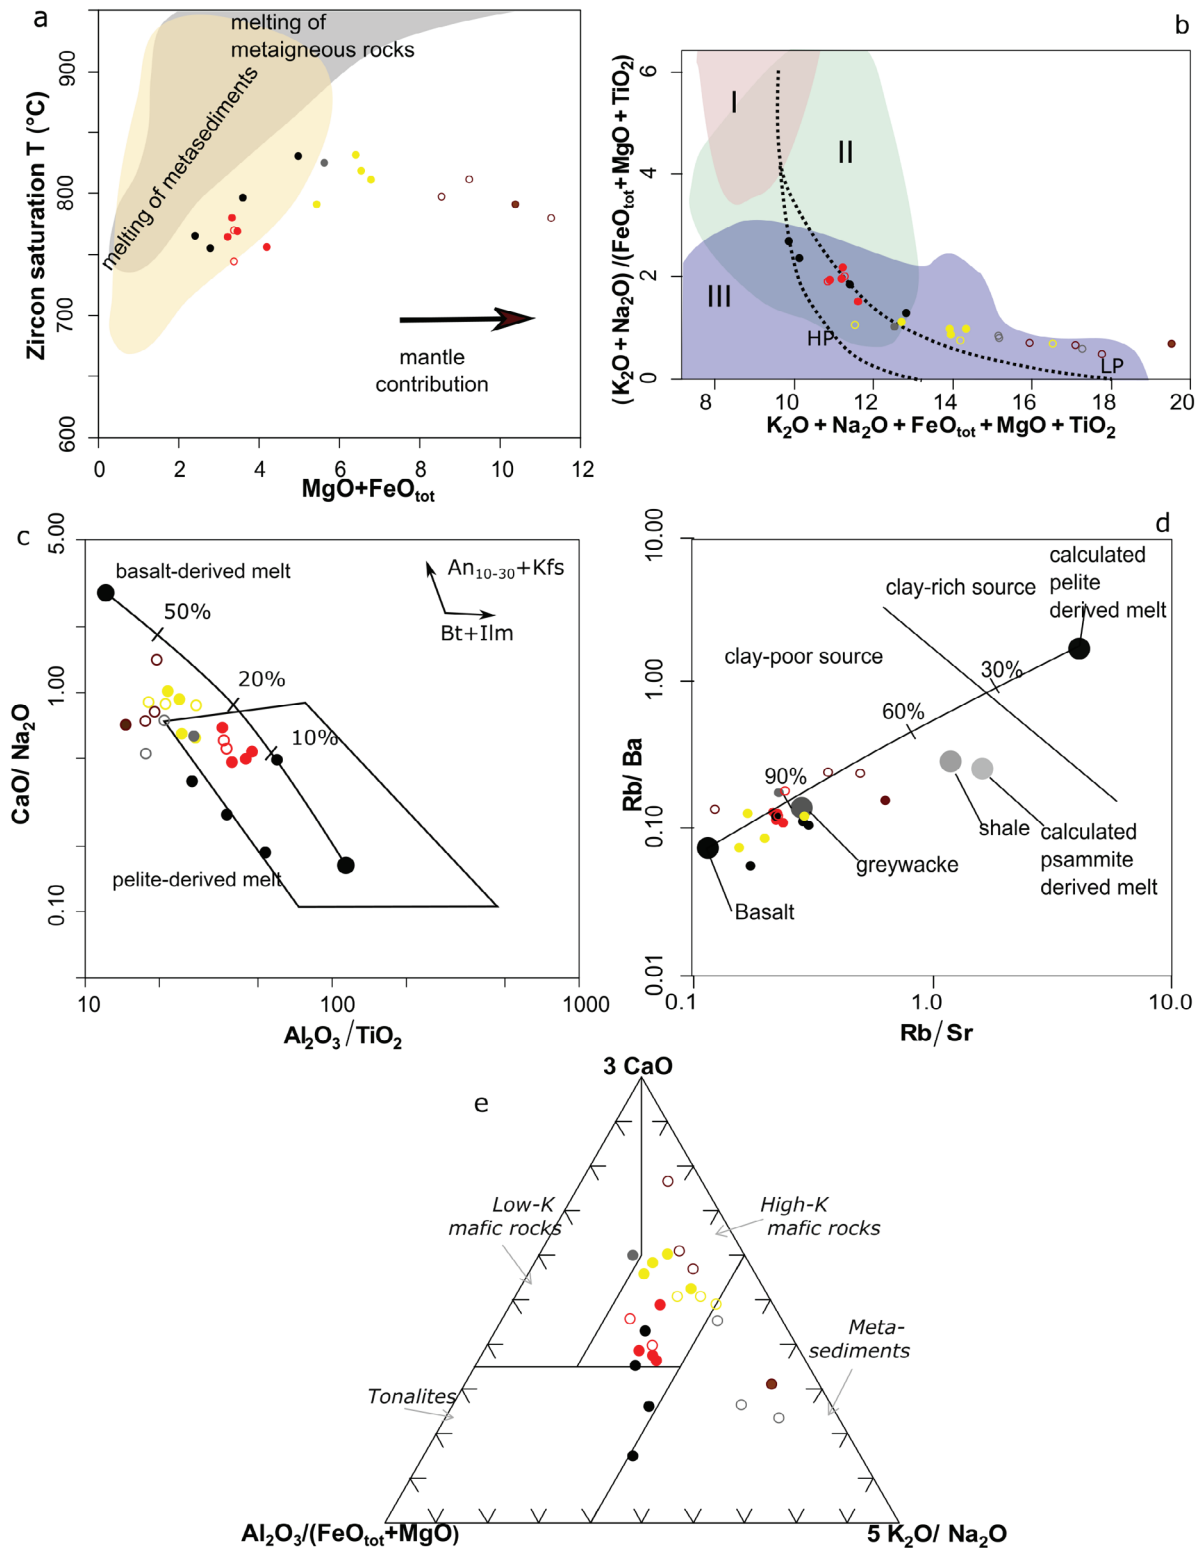 a
melting of
metaigneous rocks
melting of metasediments
mantle
contribution
900
800
700
600
0
2
4
6
8
10
12
Zircon saturation T (°C)
MgO+FeOtot
b
I
II
III
HP
LP
6
4
2
0
8
10
12
14
16
18
20
(K2O + Na2O) /(FeOtot+ MgO + TiO2)
K2O + Na2O + FeOtot + MgO + TiO2
c
basalt-derived melt
50%
20%
10%
An10-30+Kfs
Bt+Ilm
pelite-derived melt
5.00
1.00
0.10
10
100
1000
CaO/ Na2O
Al2O3/TiO2
d
calculated
pelite
derived melt
clay-rich source
clay-poor source
30%
60%
90%
shale
calculated
psammite
derived melt
greywacke
Basalt
10.00
1.00
0.10
0.01
0.1
1.0
10.0
Rb/ Ba
Rb/Sr
e
3 CaO
Low-K
mafic rocks
High-K
mafic rocks
Meta-
sediments
Tonalites
Al2O3/(FeOtot+MgO)
5 K2O/ Na2O